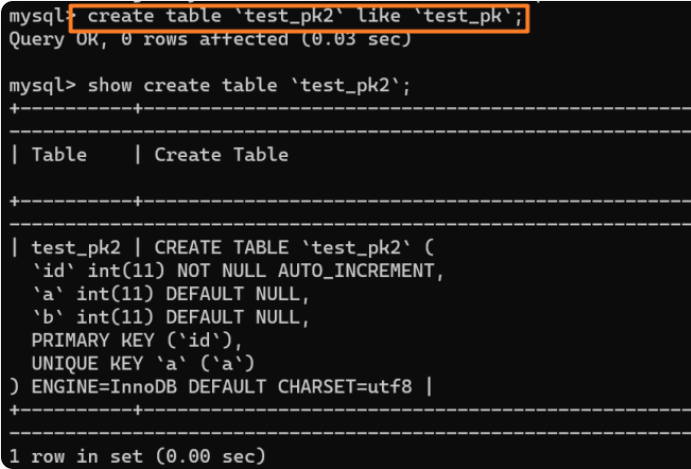 mysql> create table `test_pk2` like `test_pk`;
Query OK, 0 rows affected (0.03 sec)
mysql> show create table `test_pk2`;
+----------+--------------------------------------------------
--------------------------------------------------------------
| Table    | Create Table
+----------+--------------------------------------------------
--------------------------------------------------------------
| test_pk2 | CREATE TABLE `test_pk2` (
  `id` int(11) NOT NULL AUTO_INCREMENT,
  `a` int(11) DEFAULT NULL,
  `b` int(11) DEFAULT NULL,
  PRIMARY KEY (`id`),
  UNIQUE KEY `a` (`a`)
) ENGINE=InnoDB DEFAULT CHARSET=utf8 |
+----------+--------------------------------------------------
--------------------------------------------------------------
1 row in set (0.00 sec)